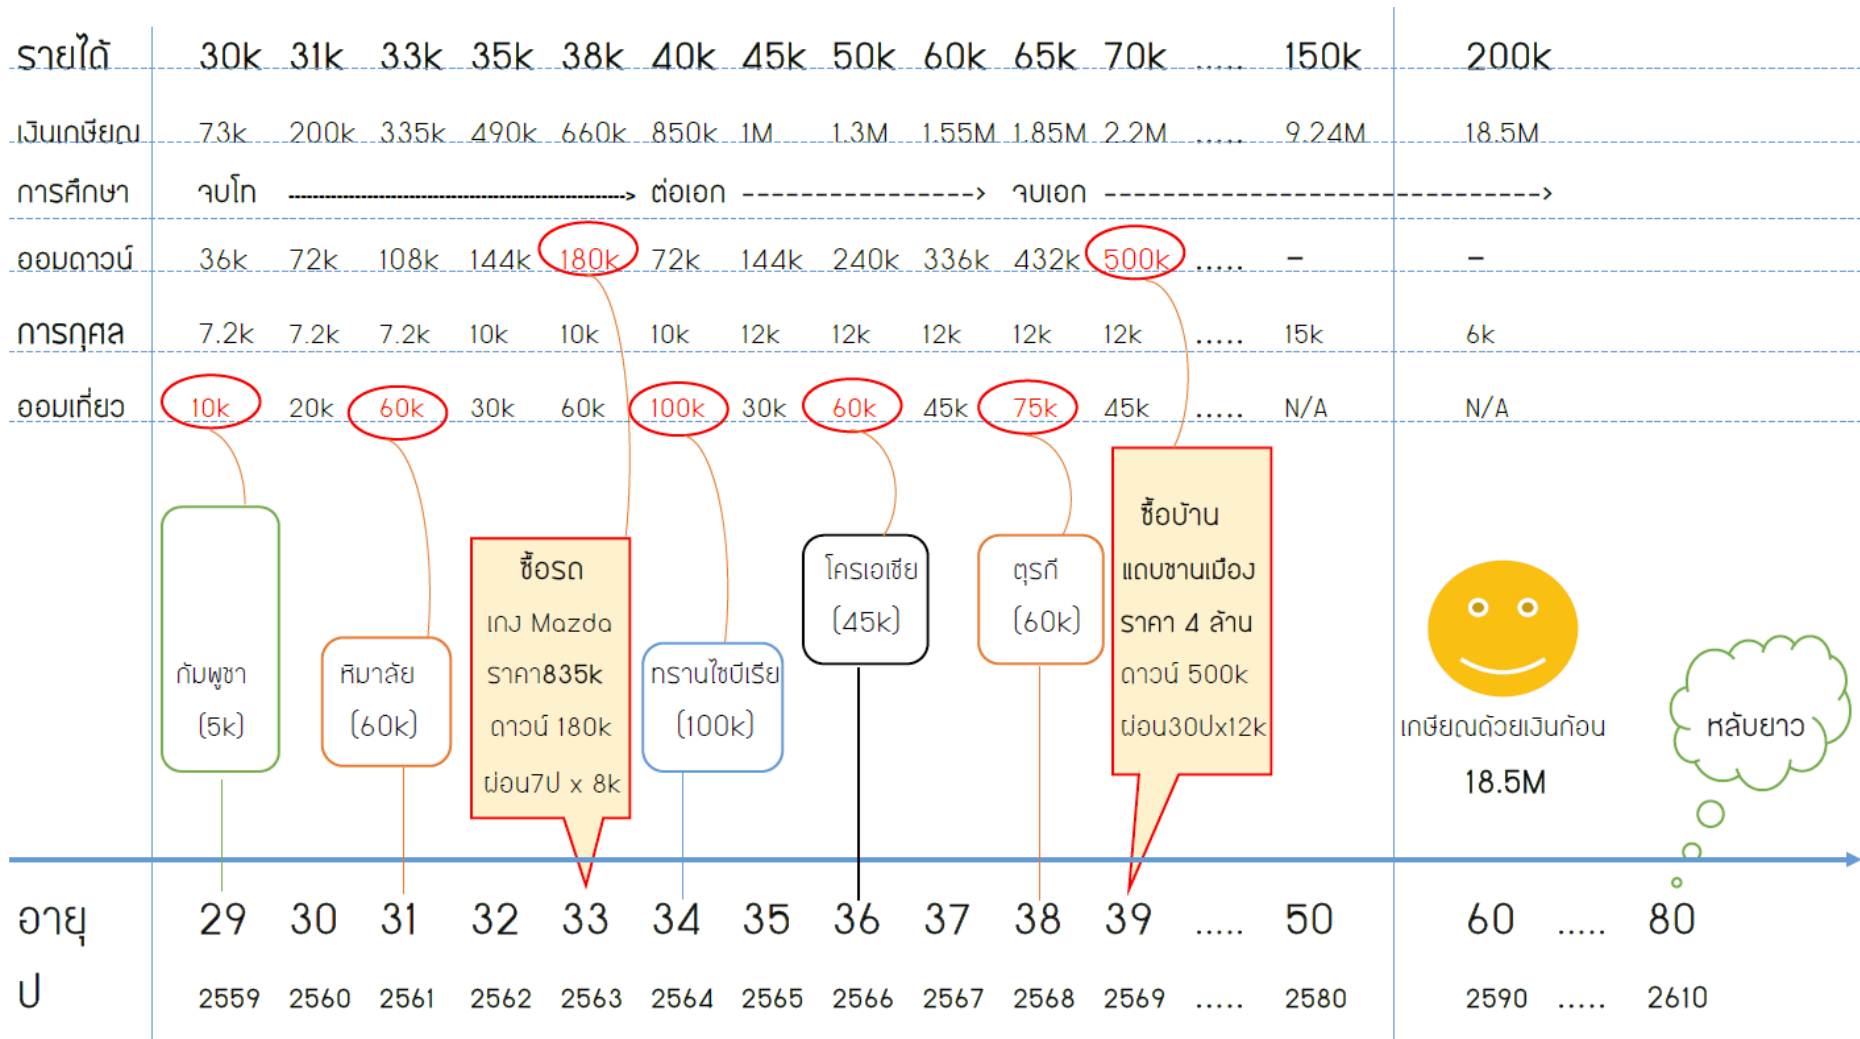 รายได้ 30k 31k 33k 35k 38k 40k 45k 50k 60k 65k 70k ..... 150k 200k
เงินเกษียณ 73k 200k 335k 490k 660k 850k 1M 1.3M 1.55M 1.85M 2.2M ..... 9.24M 18.5M
การศึกษา จบโท -----> ต่อเอก -----> จบเอก ----->
ออมดาวน์ 36k 72k 108k 144k 180k 72k 144k 240k 336k 432k 500k ..... - -
การกุศล 7.2k 7.2k 7.2k 10k 10k 10k 12k 12k 12k 12k 12k ..... 15k 6k
ออมเที่ยว 10k 20k 60k 30k 60k 100k 30k 60k 45k 75k 45k ..... N/A N/A
กัมพูชา
(5k)
หิมาลัย
(60k)
ซื้อรถ
เกง Mazda
ราคา835k
ดาวน์ 180k
ผ่อน7ป x 8k
ทรานไซบีเรีย
(100k)
โครเอเชีย
(45k)
ตุรกี
(60k)
ซื้อบ้าน
แถบชานเมือง
ราคา 4 ล้าน
ดาวน์ 500k
ผ่อน30ปx12k
เกษียณด้วยเงินก้อน
18.5M
หลับยาว
อายุ 29 30 31 32 33 34 35 36 37 38 39 ..... 50 60 ..... 80
ป 2559 2560 2561 2562 2563 2564 2565 2566 2567 2568 2569 ..... 2580 2590 ..... 2610